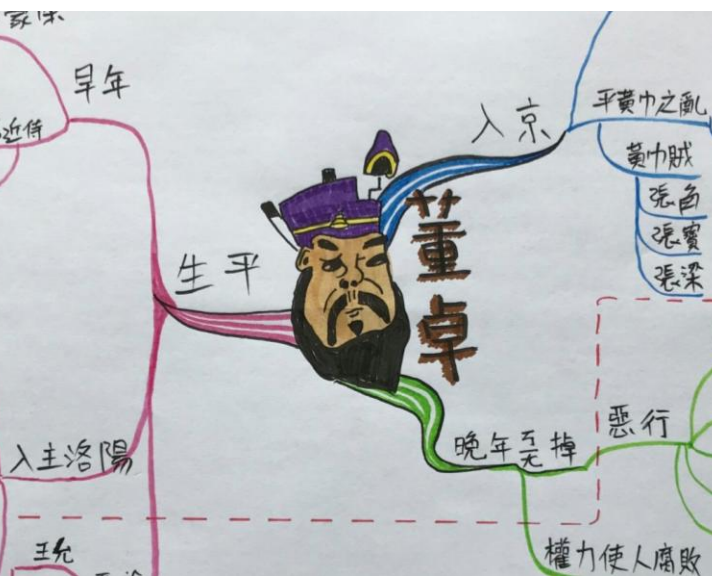 早年
近侍
入京
平黃巾之亂
黃巾賊
張角
張寶
張梁
董卓
生平
入主洛陽
晚年死掉
惡行
王允
權力使人腐敗